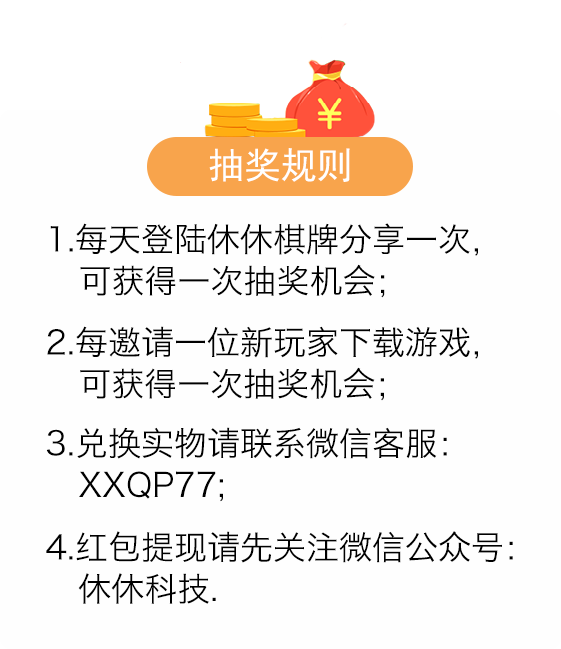 ¥
抽奖规则
1.每天登陆休休棋牌分享一次，
可获得一次抽奖机会；
2.每邀请一位新玩家下载游戏，
可获得一次抽奖机会；
3.兑换实物请联系微信客服：
XXQP77;
4.红包提现请先关注微信公众号：
休休科技.